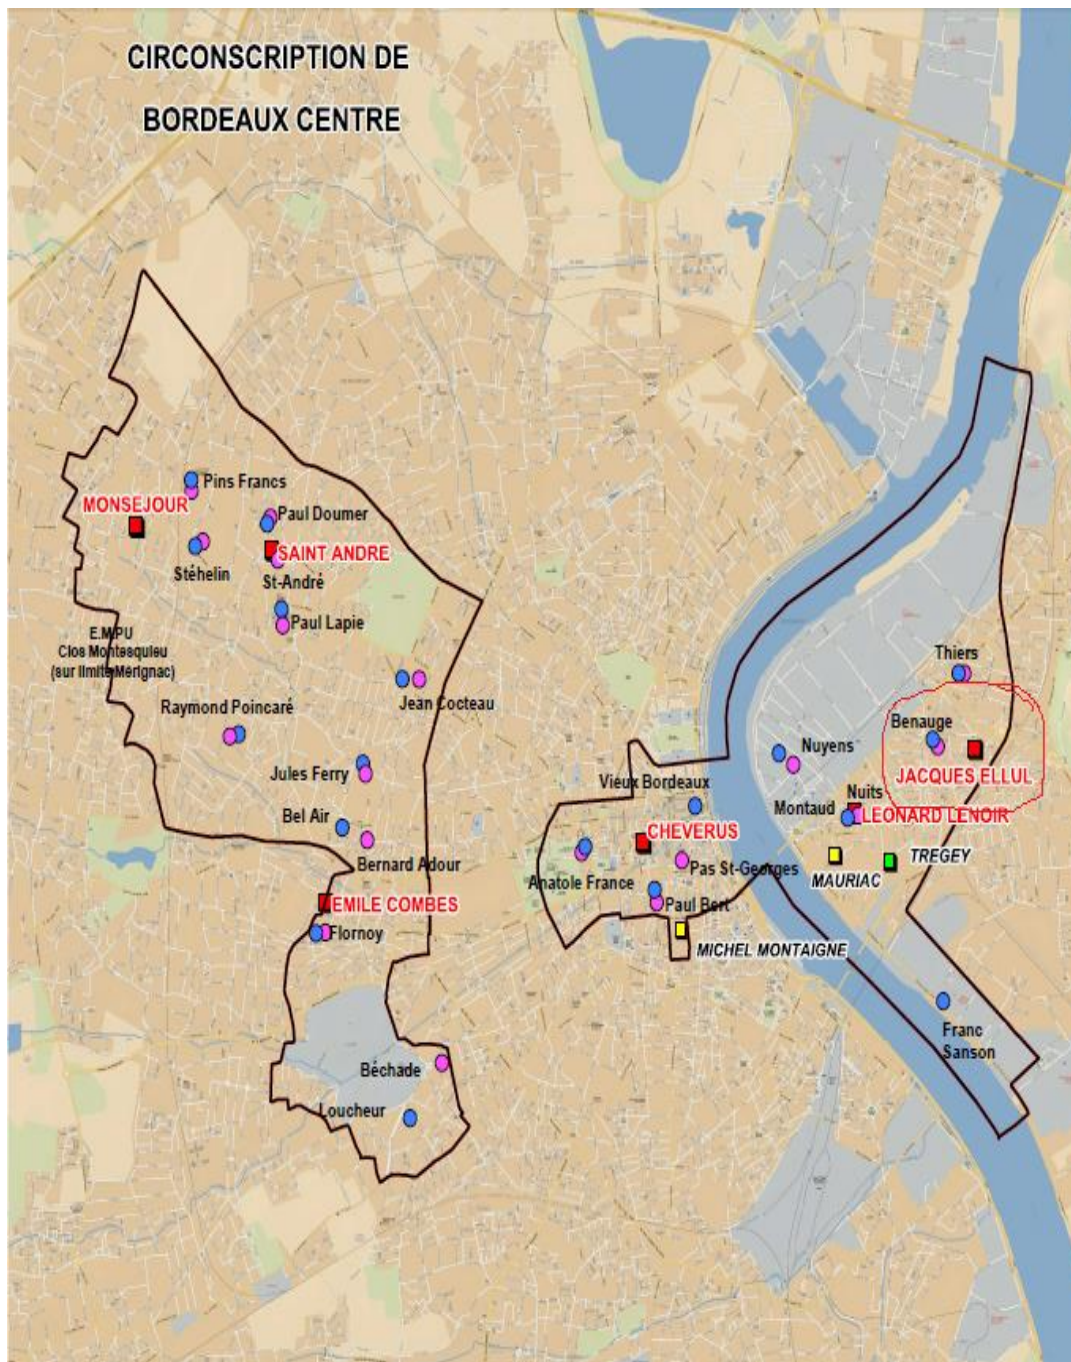 CIRCONSCRIPTION DE
BORDEAUX CENTRE
Pins Francs
MONSEJOUR
Paul Doumer
SAINT ANDRE
Stéhelin
St-André
Paul Lapie
E.M.PU
Clos Montesquieu
(sur limite Mérignac)
Jean Cocteau
Raymond Poincaré
Jules Ferry
Bel Air
Bernard Adour
EMILE COMBES
Flornoy
Béchade
Loucheur
Thiers
Benauge
JACQUES ELLUL
Nuyens
Vieux Bordeaux
Nuits
Montaud
LEONARD LENOIR
CHEVERUS
TREGEY
MAURIAC
Pas St-Georges
Anatole France
Paul Bert
MICHEL MONTAIGNE
Franc
Sanson